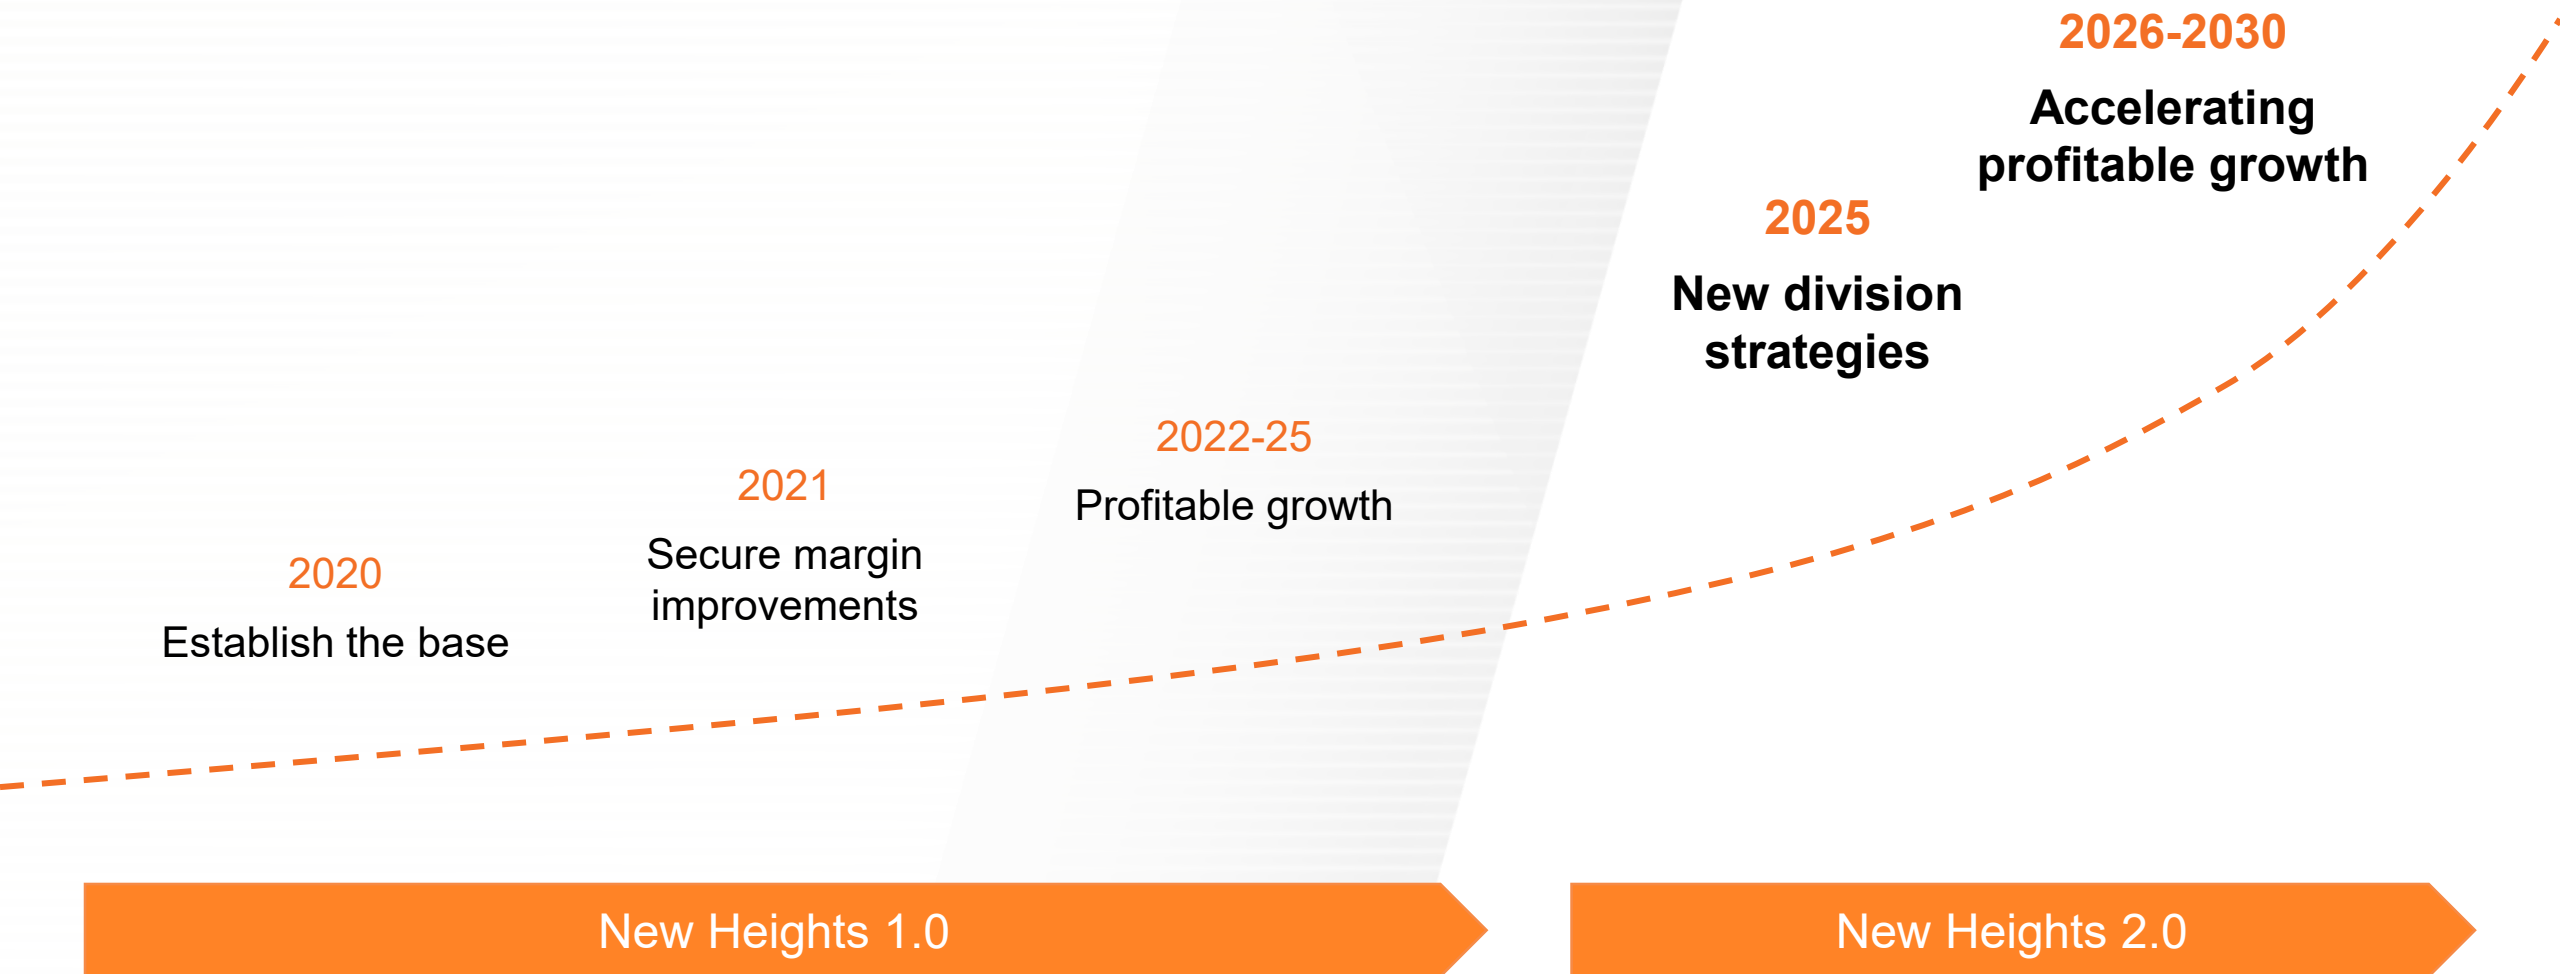 2020
Establish the base
2021
Secure margin
improvements
2022-25
Profitable growth
2025
New division
strategies
2026-2030
Accelerating
profitable growth
New Heights 1.0
New Heights 2.0